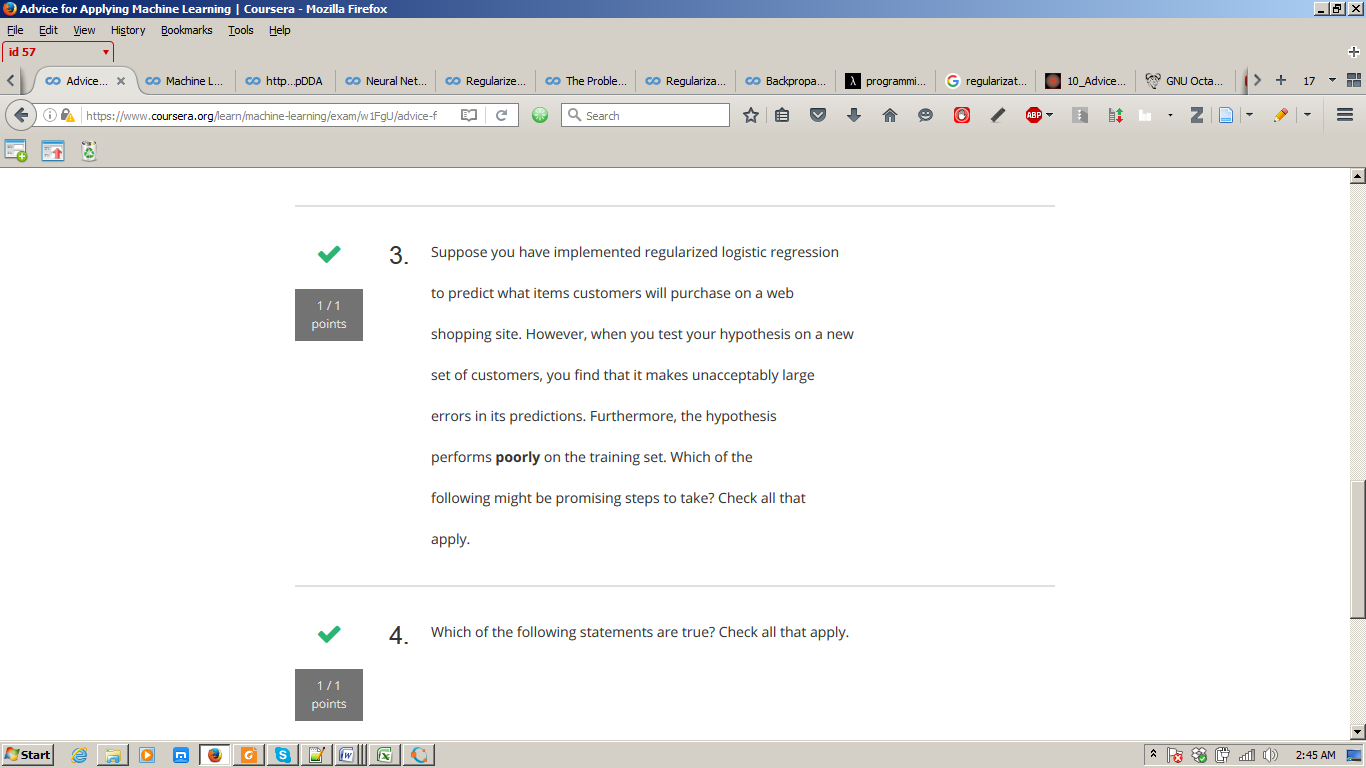 Advice for Applying Machine Learning | Coursera - Mozilla Firefox
File Edit View History Bookmarks Tools Help
id 57
Advice... Machine L... http...pDDA Neural Net... Regularize... The Proble... Regulariza... Backpropa... programmi... regularizat... 10_Advice... GNU Octa... 17
https://www.coursera.org/learn/machine-learning/exam/w1FgU/advice-f
Search
ABP
3. Suppose you have implemented regularized logistic regression
1 / 1
points
to predict what items customers will purchase on a web
shopping site. However, when you test your hypothesis on a new
set of customers, you find that it makes unacceptably large
errors in its predictions. Furthermore, the hypothesis
performs poorly on the training set. Which of the
following might be promising steps to take? Check all that
apply.
4. Which of the following statements are true? Check all that apply.
1 / 1
points
Start
2:45 AM